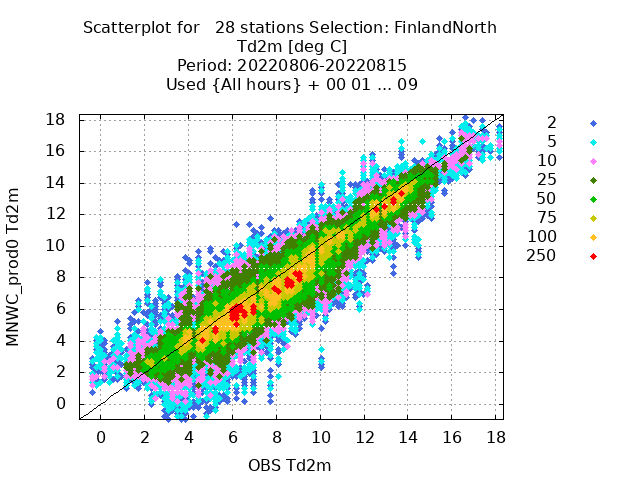 Scatterplot for   28 stations Selection: FinlandNorth
Td2m [deg C]
Period: 20220806-20220815
Used {All hours} + 00 01 ... 09
18
16
14
12
10
8
6
4
2
0
MNWC_prod0 Td2m
0 2 4 6 8 10 12 14 16 18
OBS Td2m
2
5
10
25
50
75
100
250